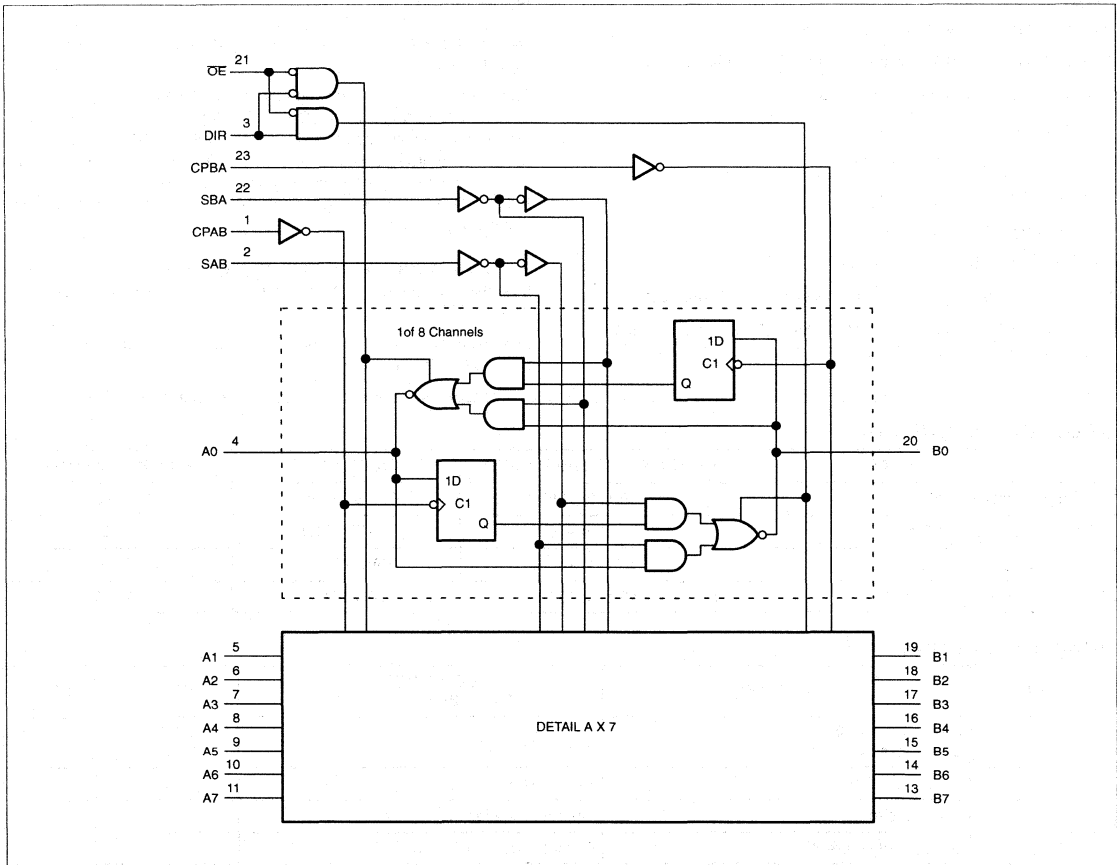 O̅E̅ 21
DIR 3
CPBA 23
SBA 22
CPAB 1
SAB 2
1of 8 Channels
1D
C1
Q
A0 4
20 B0
1D
C1
Q
A1 5
A2 6
A3 7
A4 8
A5 9
A6 10
A7 11
DETAIL A X 7
19 B1
18 B2
17 B3
16 B4
15 B5
14 B6
13 B7